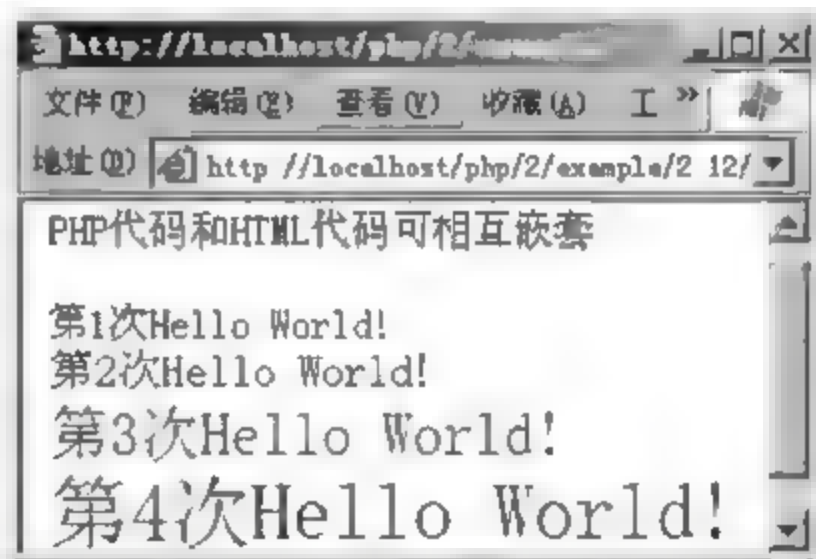 http://localhost/php/2/
文件(F) 编辑(E) 查看(V) 收藏(A) 工 »
地址(D) http //localhost/php/2/example/2 12/
PHP代码和HTML代码可相互嵌套
第1次Hello World!
第2次Hello World!
第3次Hello World!
第4次Hello World!